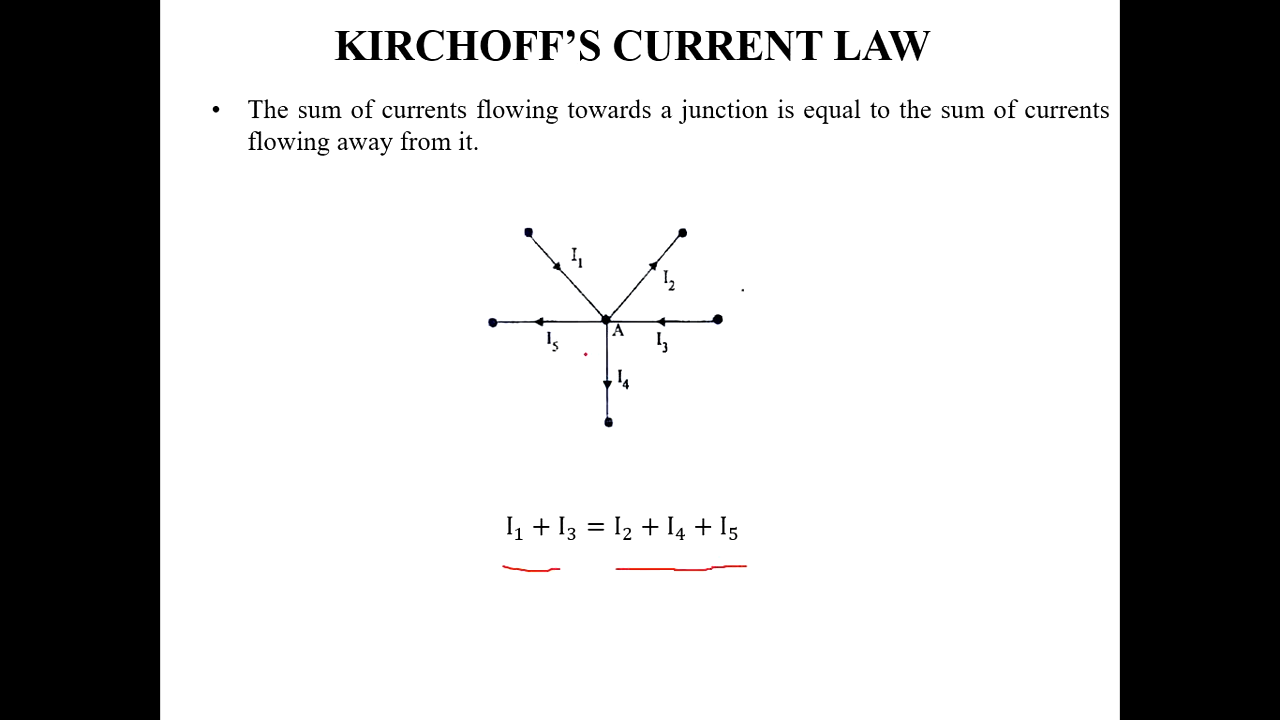 KIRCHOFF’S CURRENT LAW
• The sum of currents flowing towards a junction is equal to the sum of currents
flowing away from it.
I₁
I₂
A
I₅
I₃
I₄
I₁ + I₃ = I₂ + I₄ + I₅